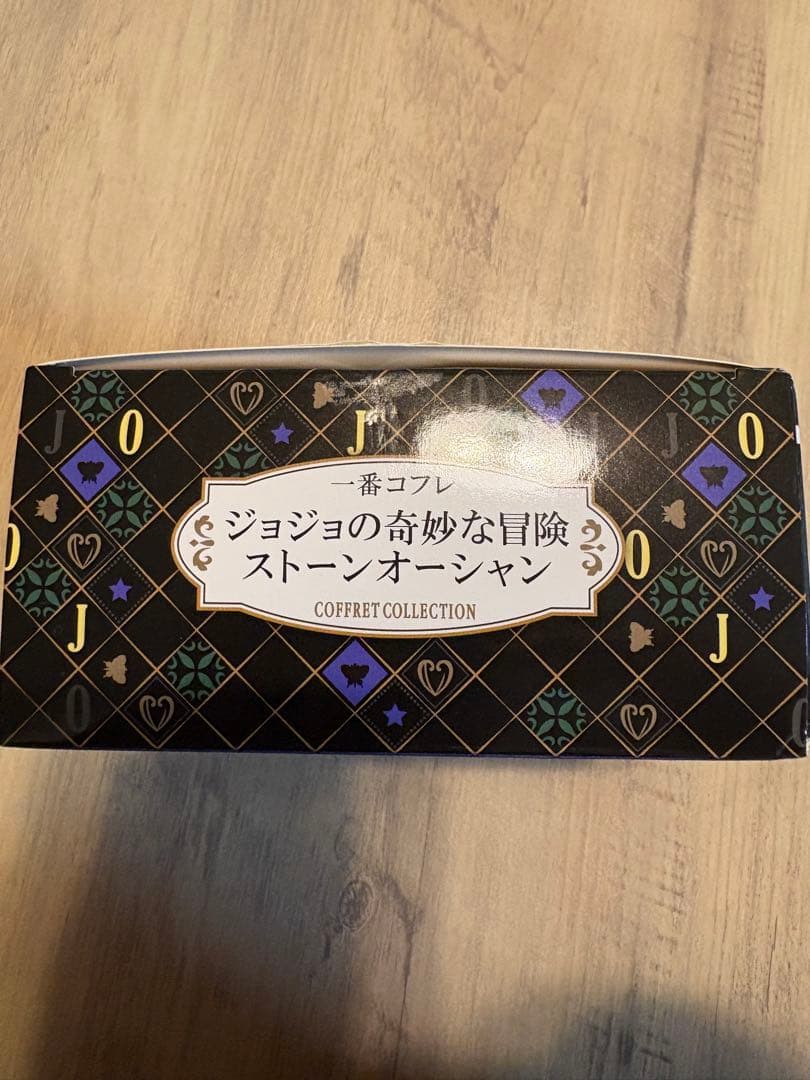 一番コフレ
ジョジョの奇妙な冒険
ストーンオーシャン
COFFRET COLLECTION
J O J J O
O O
J J
O